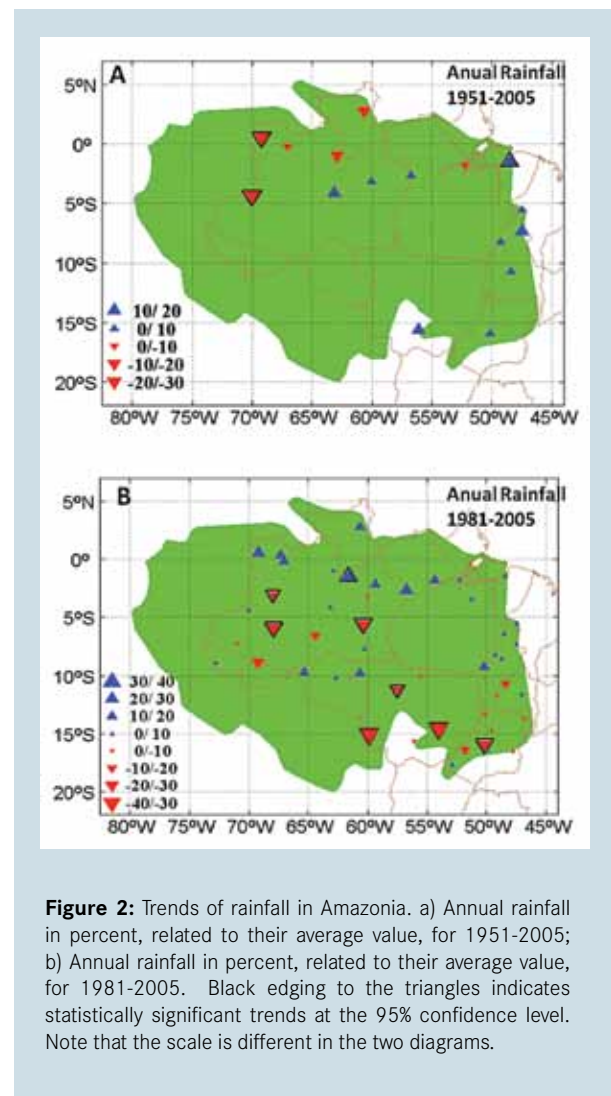 A
Anual Rainfall
1951-2005
5ºN
0º
5ºS
10ºS
15ºS
20ºS
10/ 20
0/ 10
0/-10
-10/-20
-20/-30
80ºW 75ºW 70ºW 65ºW 60ºW 55ºW 50ºW 45ºW
B
Anual Rainfall
1981-2005
5ºN
0º
5ºS
10ºS
15ºS
20ºS
30/ 40
20/ 30
10/ 20
0/ 10
0/-10
-10/-20
-20/-30
-40/-30
80ºW 75ºW 70ºW 65ºW 60ºW 55ºW 50ºW 45ºW
Figure 2: Trends of rainfall in Amazonia. a) Annual rainfall
in percent, related to their average value, for 1951-2005;
b) Annual rainfall in percent, related to their average value,
for 1981-2005. Black edging to the triangles indicates
statistically significant trends at the 95% confidence level.
Note that the scale is different in the two diagrams.